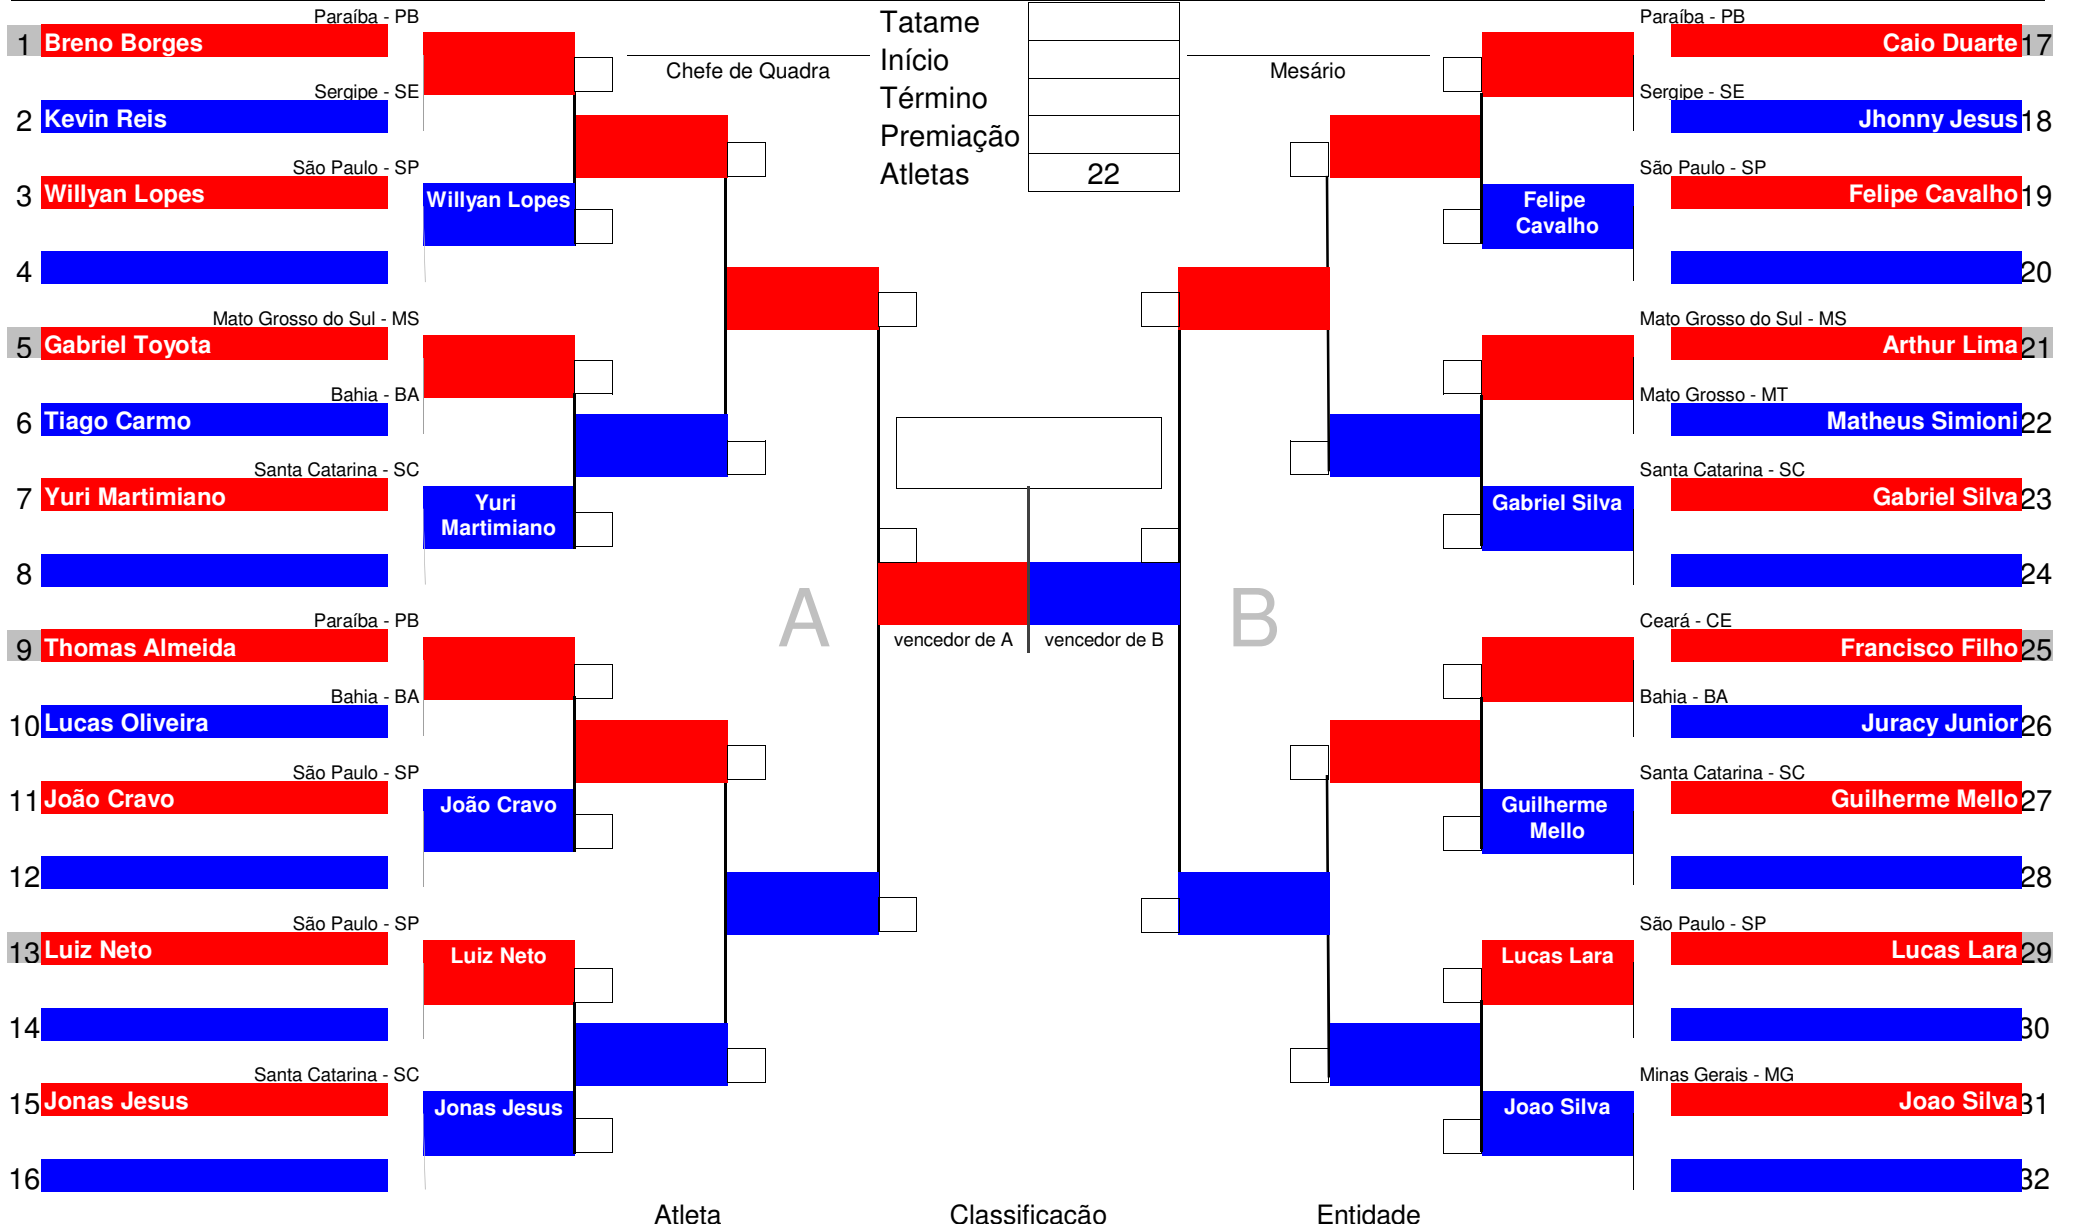 Paraíba - PB
1 Breno Borges
Sergipe - SE
2 Kevin Reis
São Paulo - SP
3 Willyan Lopes
Willyan Lopes
4
Mato Grosso do Sul - MS
5 Gabriel Toyota
Bahia - BA
6 Tiago Carmo
Santa Catarina - SC
7 Yuri Martimiano
Yuri
Martimiano
8
Paraíba - PB
9 Thomas Almeida
Bahia - BA
10 Lucas Oliveira
São Paulo - SP
11 João Cravo
João Cravo
12
São Paulo - SP
13 Luiz Neto
Luiz Neto
14
Santa Catarina - SC
15 Jonas Jesus
Jonas Jesus
16
Chefe de Quadra
Tatame
Início
Término
Premiação
Atletas 22
Mesário
A
B
vencedor de A
vencedor de B
Paraíba - PB
Caio Duarte 17
Sergipe - SE
Jhonny Jesus 18
São Paulo - SP
Felipe Cavalho 19
Felipe
Cavalho
20
Mato Grosso do Sul - MS
Arthur Lima 21
Mato Grosso - MT
Matheus Simioni 22
Santa Catarina - SC
Gabriel Silva 23
Gabriel Silva
24
Ceará - CE
Francisco Filho 25
Bahia - BA
Juracy Junior 26
Santa Catarina - SC
Guilherme Mello 27
Guilherme
Mello
28
São Paulo - SP
Lucas Lara 29
Lucas Lara
30
Minas Gerais - MG
Joao Silva 31
Joao Silva
32
Atleta
Classificação
Entidade